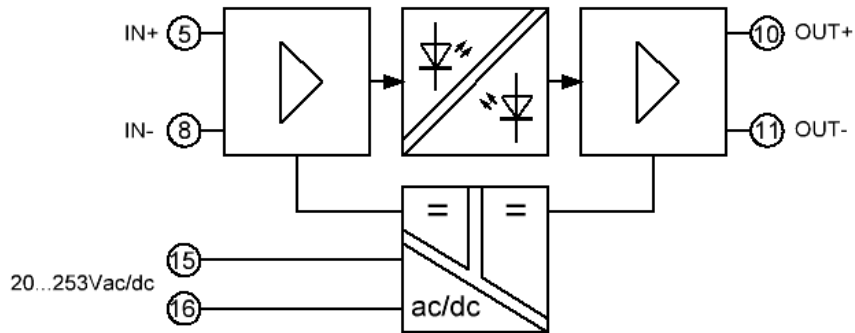 IN+ 5
10 OUT+
IN- 8
11 OUT-
= =
15
20...253Vac/dc
16
ac/dc